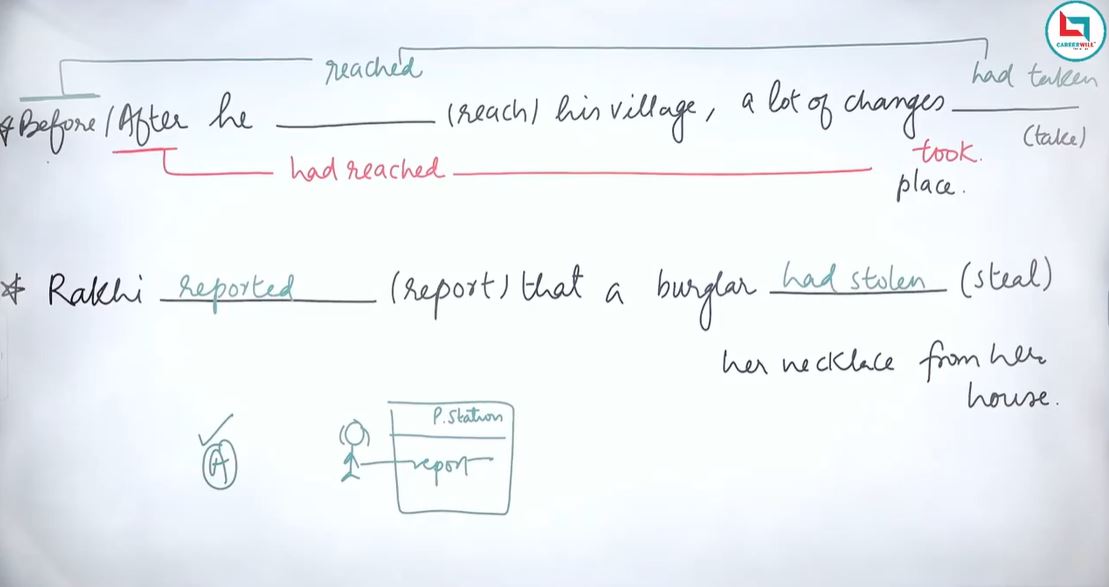 CAREERWILL
reached
had taken
* Before / After he ________ (reach) his village, a lot of changes ________
(take)
had reached
took.
place.
* Rakhi reported (report) that a burglar had stolen (steal)
her necklace from her
house.
P. Station
A
report